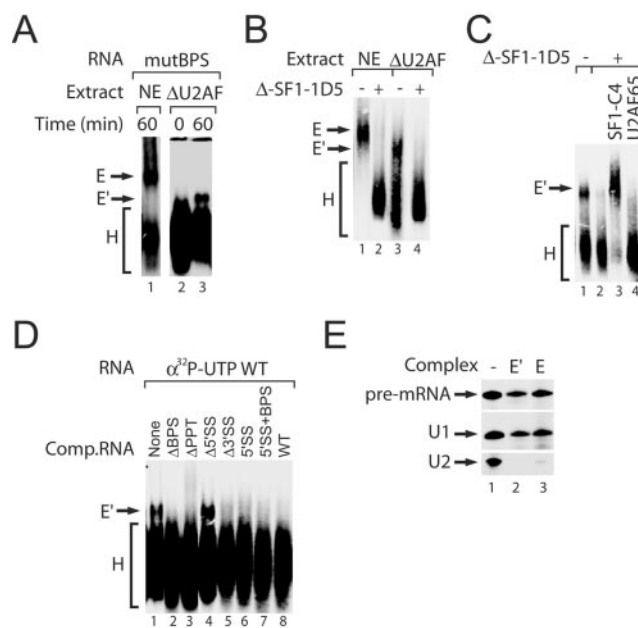 A
RNA mutBPS
Extract NE ΔU2AF
Time (min) 60 0 60
E
E'
H
1 2 3
B
Extract NE ΔU2AF
Δ-SF1-1D5 - + - +
E
E'
H
1 2 3 4
C
Δ-SF1-1D5 - +
SF1-C4
U2AF65
E'
H
1 2 3 4
D
RNA α³²P-UTP WT
Comp.RNA None ΔBPS ΔPPT Δ5'SS Δ3'SS 5'SS 5'SS+BPS WT
E'
H
1 2 3 4 5 6 7 8
E
Complex - E' E
pre-mRNA
U1
U2
1 2 3